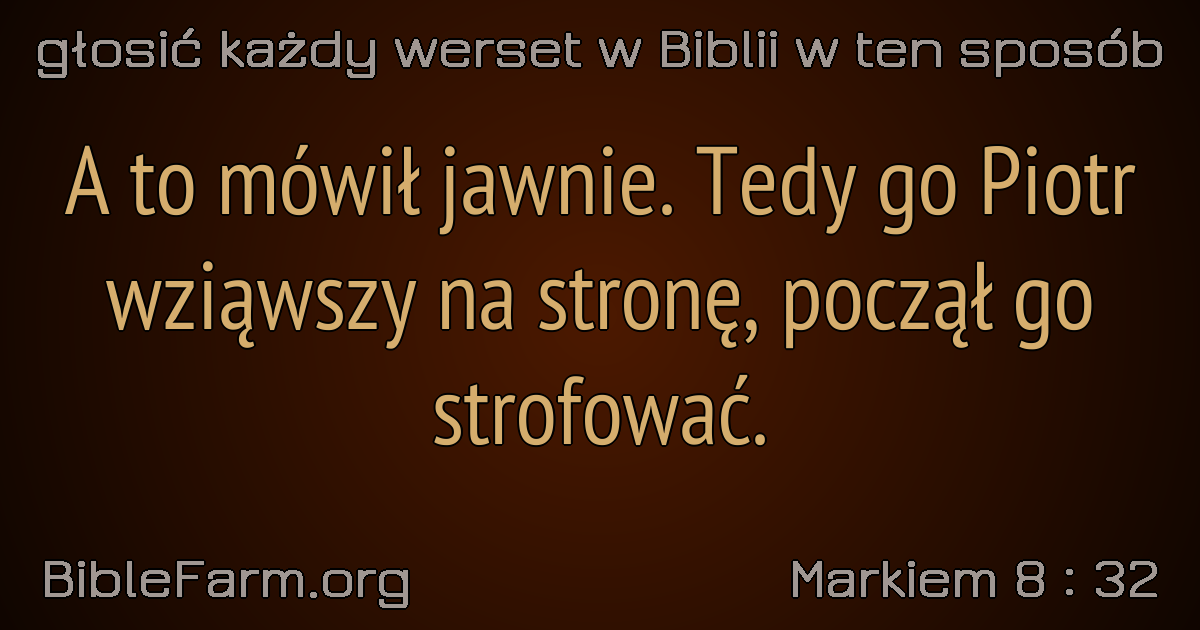 głosić każdy werset w Biblii w ten sposób
A to mówił jawnie. Tedy go Piotr
wziąwszy na stronę, począł go
strofować.
BibleFarm.org
Markiem 8 : 32